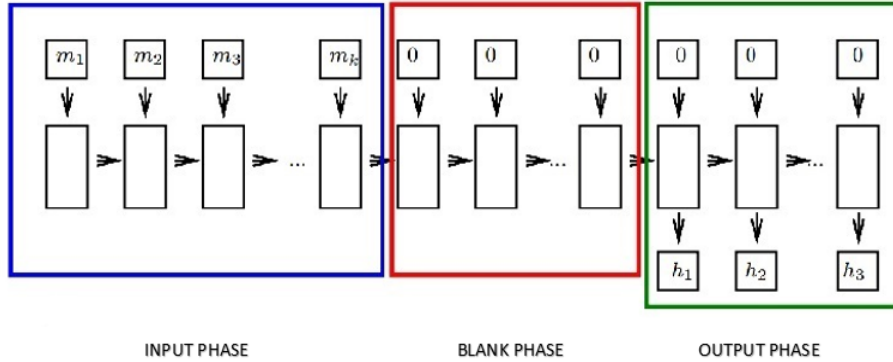 m₁ m₂ m₃ mₖ 0 0 0 0 0 0
... ... ...
h₁ h₂ h₃
INPUT PHASE BLANK PHASE OUTPUT PHASE